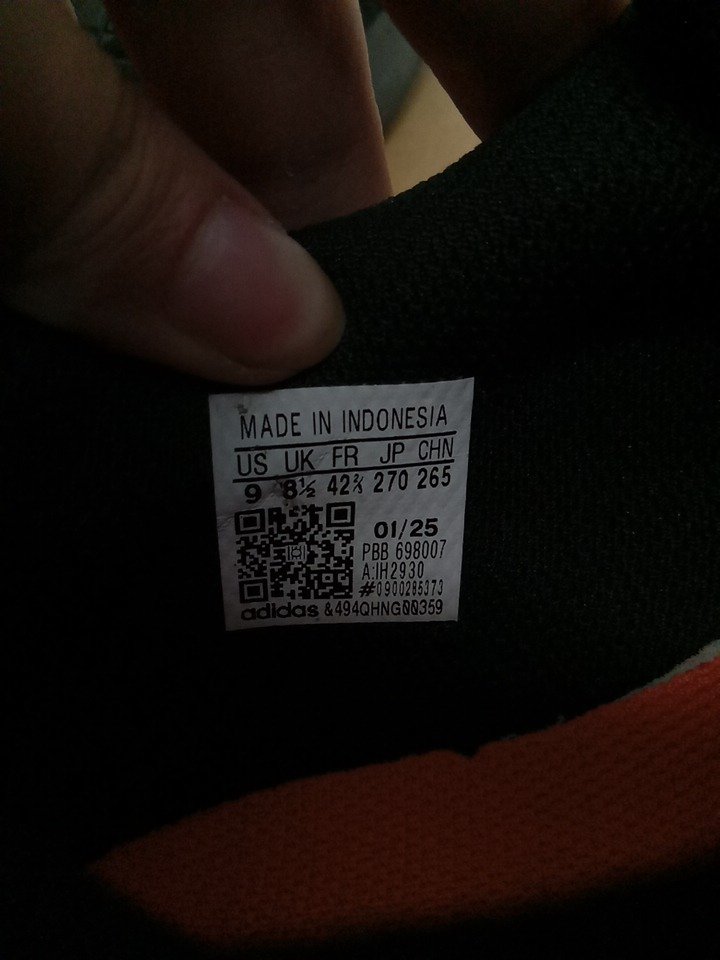 MADE IN INDONESIA
US UK FR JP CHN
9 8½ 42⅔ 270 265
01/25
PBB 698007
A:IH2930
#0900285373
adidas &494QHNG00359